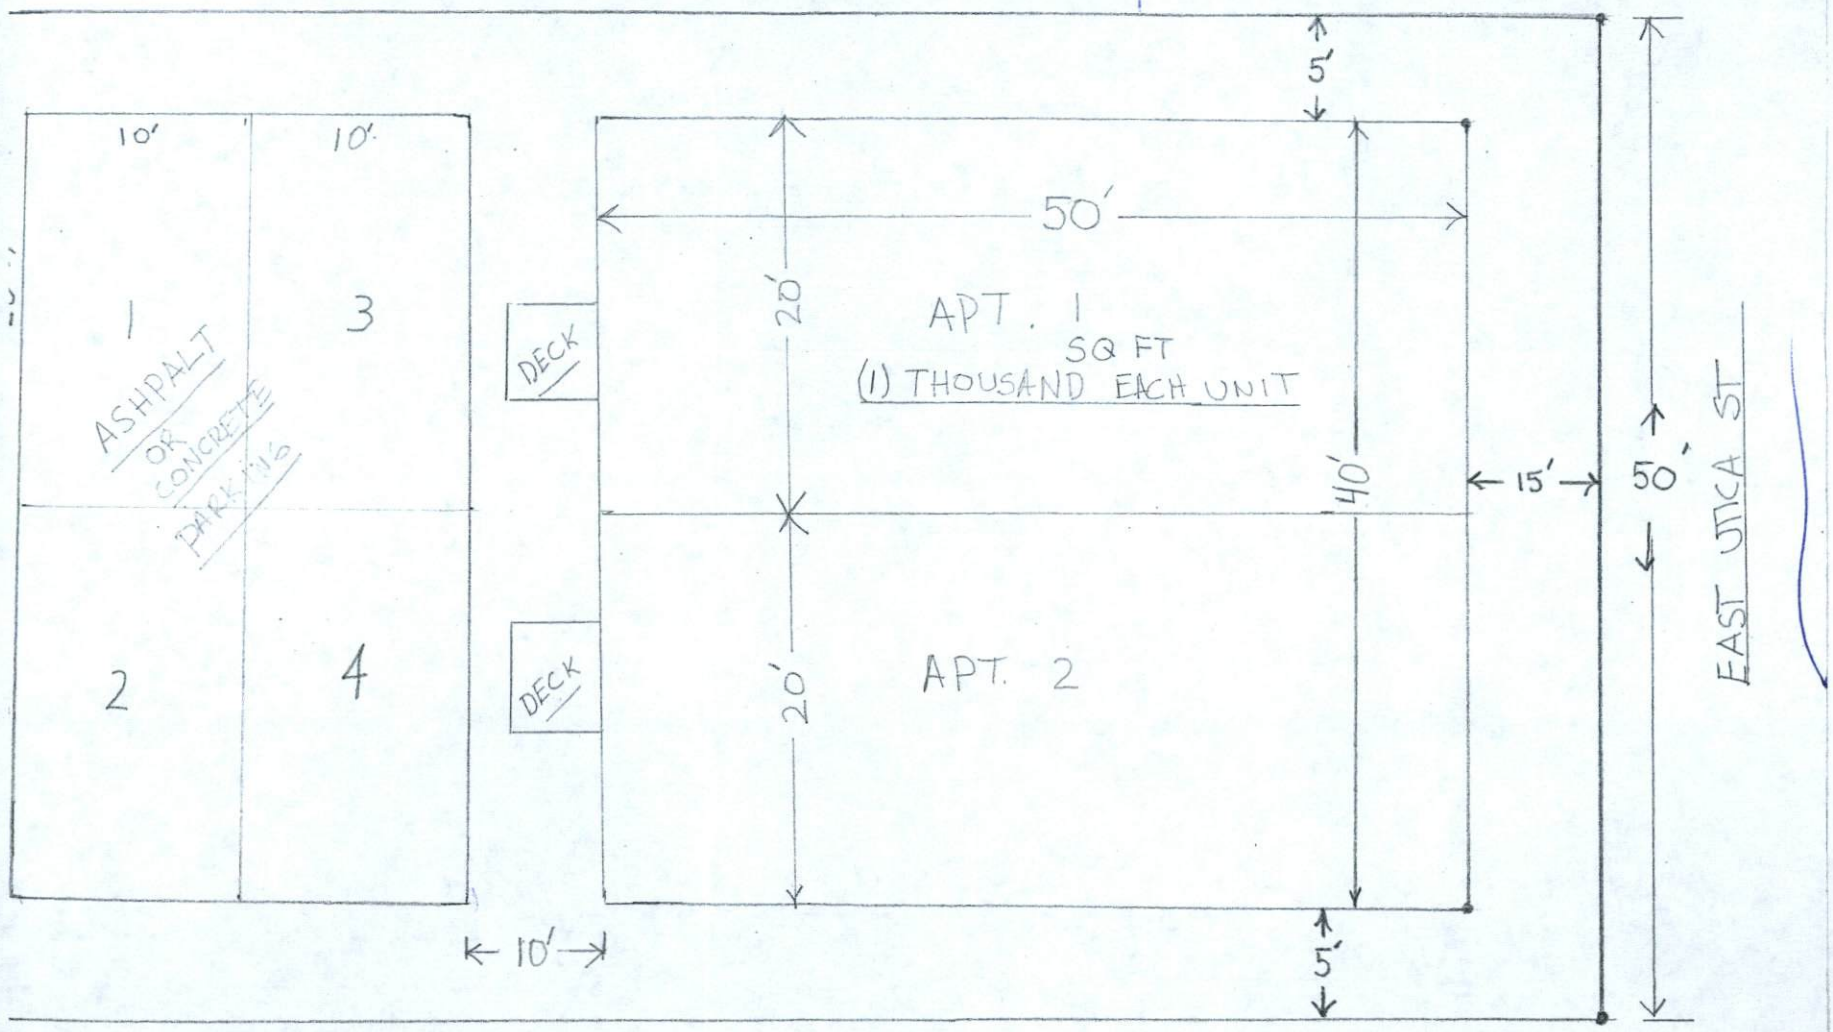 10' 10'
5'
50'
1
3
20'
DECK
APT. 1
SQ FT
(1) THOUSAND EACH UNIT
ASHPALT
OR
CONCRETE
PARKING
40'
15'
50'
EAST UTICA ST
2
4
DECK
20'
APT. 2
10'
5'